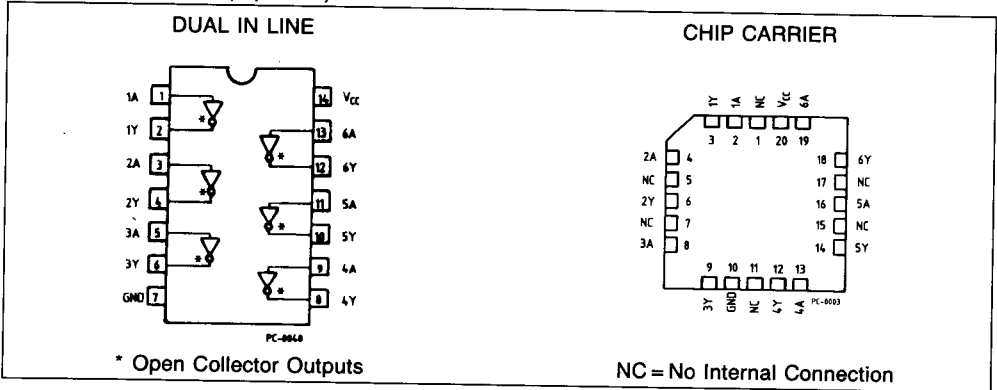 DUAL IN LINE
1A 1
1Y 2
2A 3
2Y 4
3A 5
3Y 6
GND 7
14 VCC
13 6A
12 6Y
11 5A
10 5Y
9 4A
8 4Y
*
*
*
*
*
*
PC-0040
* Open Collector Outputs
CHIP CARRIER
1Y 1A NC VCC 6A
3 2 1 20 19
2A 4
NC 5
2Y 6
NC 7
3A 8
18 6Y
17 NC
16 5A
15 NC
14 5Y
9 10 11 12 13
3Y GND NC 4Y 4A
PC-0003
NC = No Internal Connection